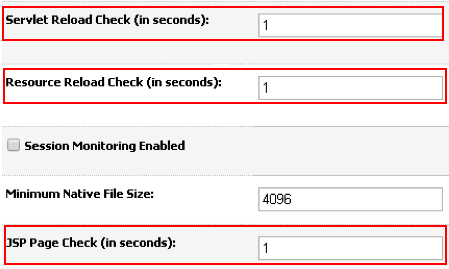 Servlet Reload Check (in seconds): 1
Resource Reload Check (in seconds): 1
Session Monitoring Enabled
Minimum Native File Size: 4096
JSP Page Check (in seconds): 1